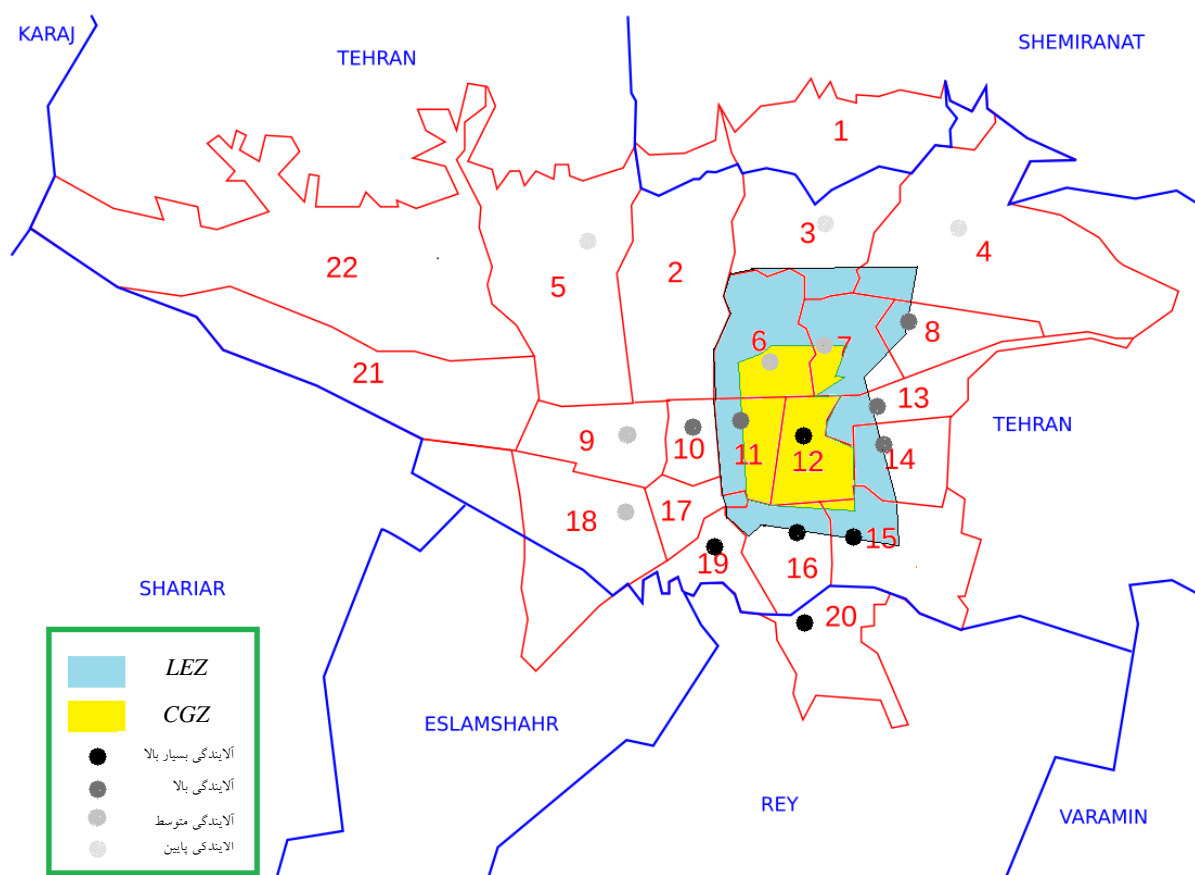 KARAJ
TEHRAN
SHEMIRANAT
1
3
4
22
5
2
6
7
8
21
13
TEHRAN
9
10
11
12
14
18
17
15
19
16
SHARIAR
20
ESLAMSHAHR
REY
VARAMIN
LEZ
CGZ
آلایندگی بسیار بالا
آلایندگی بالا
آلایندگی متوسط
الایندکی پایین